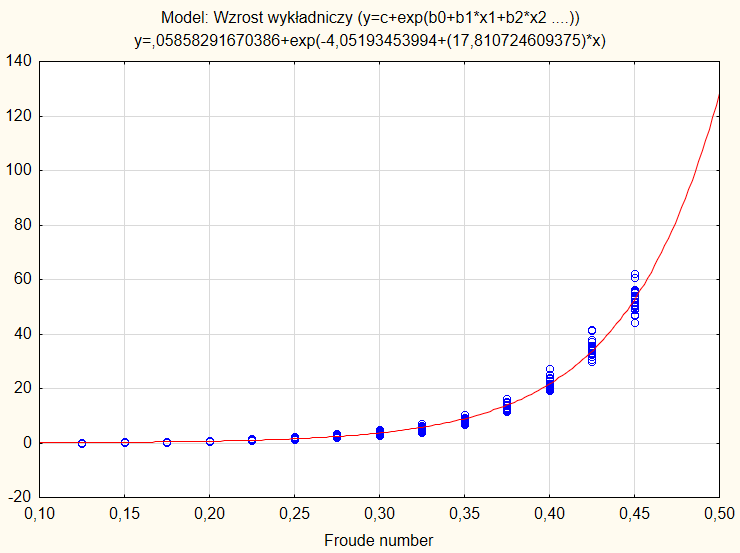 Model: Wzrost wykładniczy (y=c+exp(b0+b1*x1+b2*x2 ....))
y=,05858291670386+exp(-4,05193453994+(17,810724609375)*x)
140
120
100
80
60
40
20
0
-20
0,10 0,15 0,20 0,25 0,30 0,35 0,40 0,45 0,50
Froude number